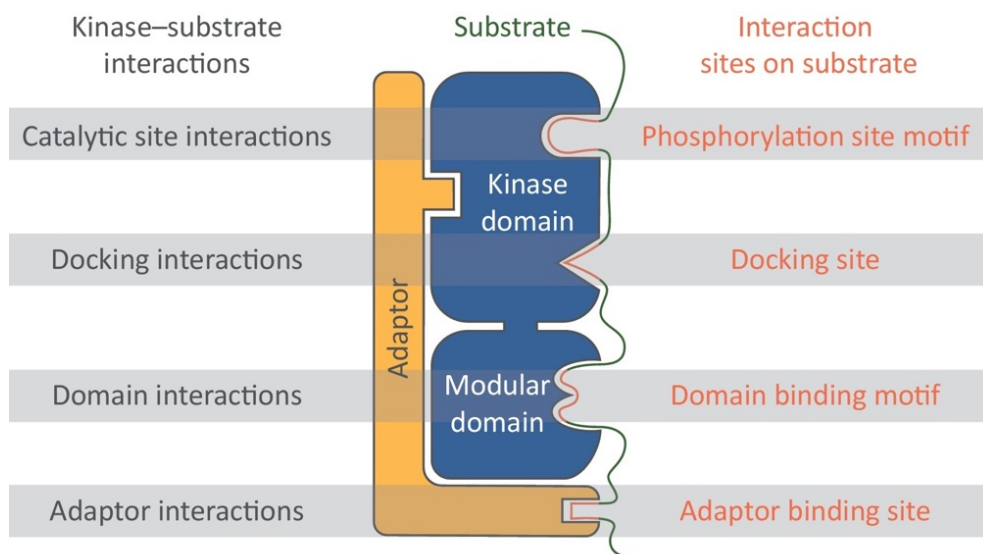 Kinase–substrate
interactions
Substrate
Interaction
sites on substrate
Catalytic site interactions
Phosphorylation site motif
Kinase
domain
Docking interactions
Docking site
Adaptor
Domain interactions
Modular
domain
Domain binding motif
Adaptor interactions
Adaptor binding site